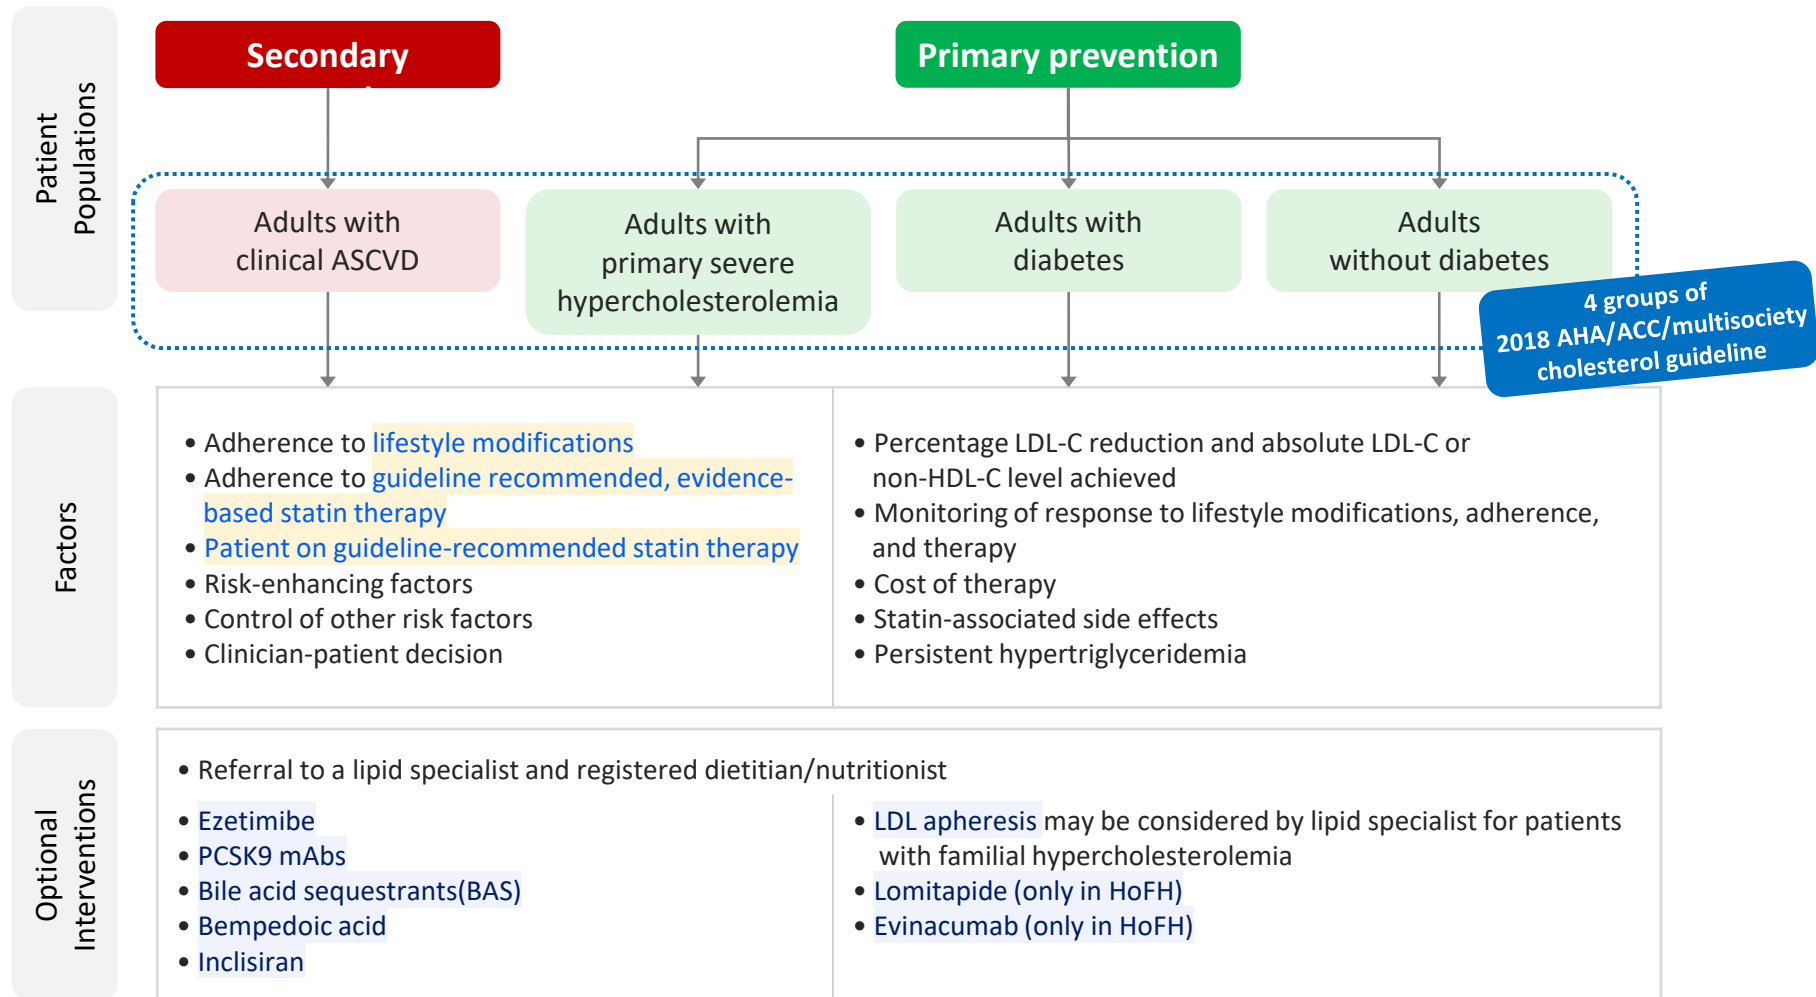 Patient
Populations
Secondary
Primary prevention
Adults with
clinical ASCVD
Adults with
primary severe
hypercholesterolemia
Adults with
diabetes
Adults
without diabetes
4 groups of
2018 AHA/ACC/multisociety
cholesterol guideline
Factors
• Adherence to lifestyle modifications
• Adherence to guideline recommended, evidence-
based statin therapy
• Patient on guideline-recommended statin therapy
• Risk-enhancing factors
• Control of other risk factors
• Clinician-patient decision
• Percentage LDL-C reduction and absolute LDL-C or
non-HDL-C level achieved
• Monitoring of response to lifestyle modifications, adherence,
and therapy
• Cost of therapy
• Statin-associated side effects
• Persistent hypertriglyceridemia
Optional
Interventions
• Referral to a lipid specialist and registered dietitian/nutritionist
• Ezetimibe
• PCSK9 mAbs
• Bile acid sequestrants(BAS)
• Bempedoic acid
• Inclisiran
• LDL apheresis may be considered by lipid specialist for patients
with familial hypercholesterolemia
• Lomitapide (only in HoFH)
• Evinacumab (only in HoFH)